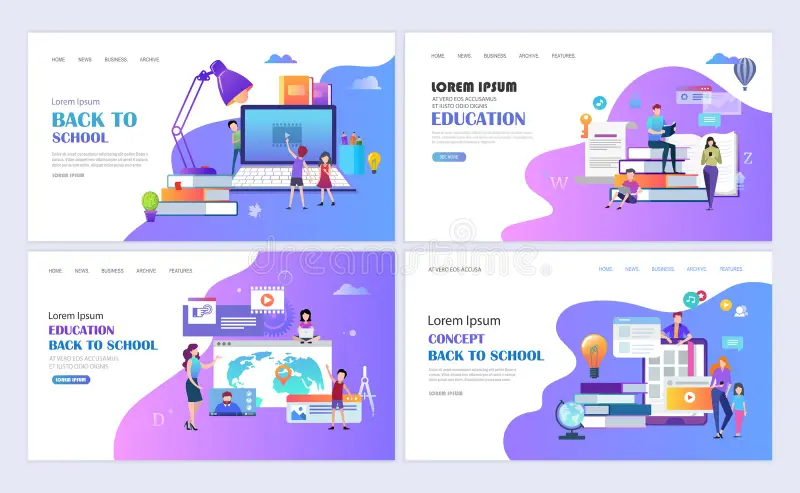 HOME. NEWS BUSINESS ARCHIVE
Lorem Ipsum
BACK TO
SCHOOL
LOREM IPSUM
HOME. NEWS. BUSINESS. ARCHIVE. FEATURES.
LOREM IPSUM
AT VERO EOS ACCUSAMUS
ET IUSTO ODIO DIGNIS
EDUCATION
SEE MORE
W
Z
HOME. NEWS. BUSINESS ARCHIVE FEATURES
Lorem Ipsum
EDUCATION
BACK TO SCHOOL
AT VERO EOS ACCUSAMUS
ET IUSTO ODIO DIGNIS
LOREM IPSUM
D
AT VERO EOS ACCUSA
HOME. NEWS. BUSINESS. ARCHIVE. FEATURES.
Lorem Ipsum
CONCEPT
BACK TO SCHOOL
LOREM IPSUM
dreamstime